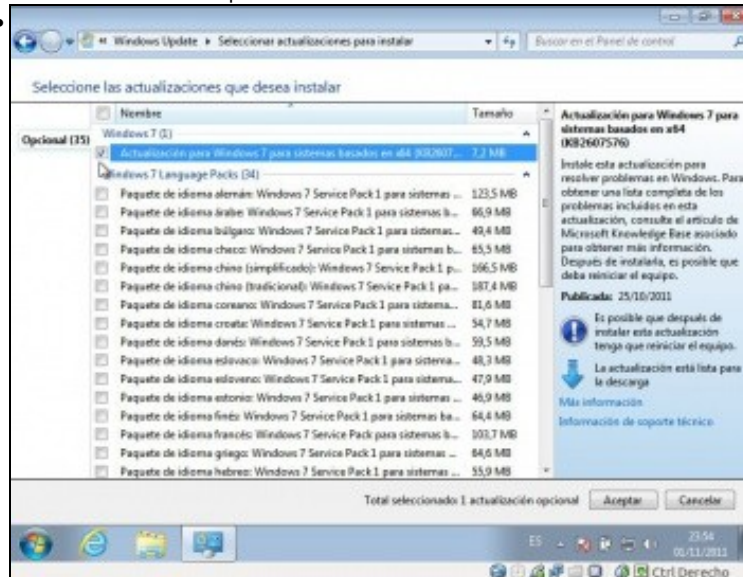 Windows Update ▸ Seleccionar actualizaciones para instalar
Buscar en el Panel de control
Seleccione las actualizaciones que desea instalar
Nombre Tamaño
Opcional (35)
Windows 7 (1)
Actualización para Windows 7 para sistemas basados en x64 (KB2607... 7,2 MB
Windows 7 Language Packs (34)
Paquete de idioma alemán: Windows 7 Service Pack 1 para sistemas ... 123,5 MB
Paquete de idioma árabe: Windows 7 Service Pack 1 para sistemas b... 66,9 MB
Paquete de idioma búlgaro: Windows 7 Service Pack 1 para sistemas... 49,4 MB
Paquete de idioma checo: Windows 7 Service Pack 1 para sistemas b... 65,5 MB
Paquete de idioma chino (simplificado): Windows 7 Service Pack 1 p... 166,5 MB
Paquete de idioma chino (tradicional): Windows 7 Service Pack 1 pa... 187,4 MB
Paquete de idioma coreano: Windows 7 Service Pack 1 para sistema... 81,6 MB
Paquete de idioma croata: Windows 7 Service Pack 1 para sistemas ... 54,7 MB
Paquete de idioma danés: Windows 7 Service Pack 1 para sistemas b... 59,5 MB
Paquete de idioma eslovaco: Windows 7 Service Pack 1 para sistema... 48,3 MB
Paquete de idioma esloveno: Windows 7 Service Pack 1 para sistema... 47,9 MB
Paquete de idioma estonio: Windows 7 Service Pack 1 para sistemas ... 46,9 MB
Paquete de idioma finés: Windows 7 Service Pack 1 para sistemas ba... 64,4 MB
Paquete de idioma francés: Windows 7 Service Pack para sistemas b... 103,7 MB
Paquete de idioma griego: Windows 7 Service Pack 1 para sistemas ... 64,6 MB
Paquete de idioma hebreo: Windows 7 Service Pack 1 para sistemas ... 55,9 MB
Actualización para Windows 7 para
sistemas basados en x64
(KB2607576)
Instale esta actualización para
resolver problemas en Windows. Para
obtener una lista completa de los
problemas incluidos en esta
actualización, consulte el artículo de
Microsoft Knowledge Base asociado
para obtener más información.
Después de instalarla, es posible que
deba reiniciar el equipo.
Publicada: 25/10/2011
Es posible que después de
instalar esta actualización
tenga que reiniciar el equipo.
La actualización está lista para
la descarga
Más información
Información de soporte técnico
Total seleccionado: 1 actualización opcional Aceptar Cancelar
ES 23:54
01/11/2011
Ctrl Derecho